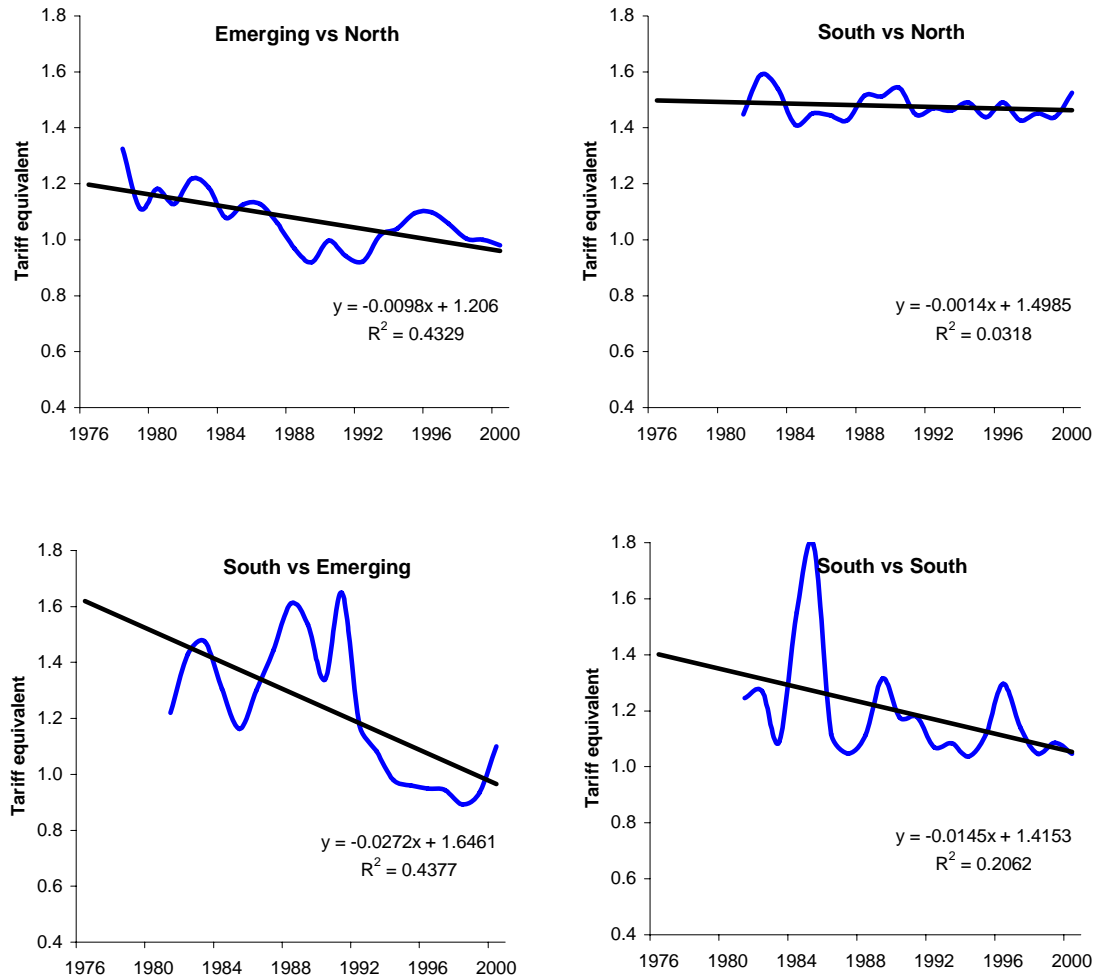 Emerging vs North
Tariff equivalent
1.8
1.6
1.4
1.2
1.0
0.8
0.6
0.4
y = -0.0098x + 1.206
R² = 0.4329
1976 1980 1984 1988 1992 1996 2000
South vs North
Tariff equivalent
1.8
1.6
1.4
1.2
1.0
0.8
0.6
0.4
y = -0.0014x + 1.4985
R² = 0.0318
1976 1980 1984 1988 1992 1996 2000
South vs Emerging
Tariff equivalent
1.8
1.6
1.4
1.2
1.0
0.8
0.6
0.4
y = -0.0272x + 1.6461
R² = 0.4377
1976 1980 1984 1988 1992 1996 2000
South vs South
Tariff equivalent
1.8
1.6
1.4
1.2
1.0
0.8
0.6
0.4
y = -0.0145x + 1.4153
R² = 0.2062
1976 1980 1984 1988 1992 1996 2000